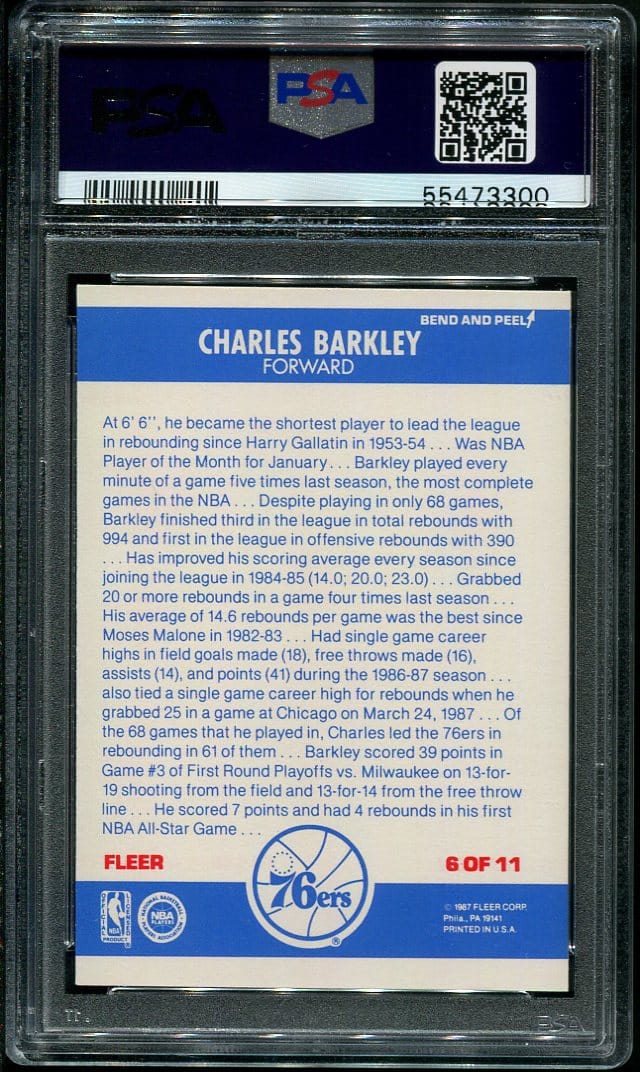 PSA
PSA
55473300
BEND AND PEEL
CHARLES BARKLEY
FORWARD
At 6' 6'', he became the shortest player to lead the league
in rebounding since Harry Gallatin in 1953-54 . . . Was NBA
Player of the Month for January . . . Barkley played every
minute of a game five times last season, the most complete
games in the NBA . . . Despite playing in only 68 games,
Barkley finished third in the league in total rebounds with
994 and first in the league in offensive rebounds with 390
. . . Has improved his scoring average every season since
joining the league in 1984-85 (14.0; 20.0; 23.0) . . . Grabbed
20 or more rebounds in a game four times last season . . .
His average of 14.6 rebounds per game was the best since
Moses Malone in 1982-83 . . . Had single game career
highs in field goals made (18), free throws made (16),
assists (14), and points (41) during the 1986-87 season . . .
also tied a single game career high for rebounds when he
grabbed 25 in a game at Chicago on March 24, 1987 . . . Of
the 68 games that he played in, Charles led the 76ers in
rebounding in 61 of them . . . Barkley scored 39 points in
Game #3 of First Round Playoffs vs. Milwaukee on 13-for-
19 shooting from the field and 13-for-14 from the free throw
line . . . He scored 7 points and had 4 rebounds in his first
NBA All-Star Game . . .
FLEER
6 OF 11
76ers
®
OFFICIAL
LICENSED
NBA
PRODUCT
NATIONAL BASKETBALL
NBA
PLAYERS
PLAYERS ASSOCIATION
© 1987 FLEER CORP.
Phila., PA 19141
PRINTED IN U.S.A.
PSA